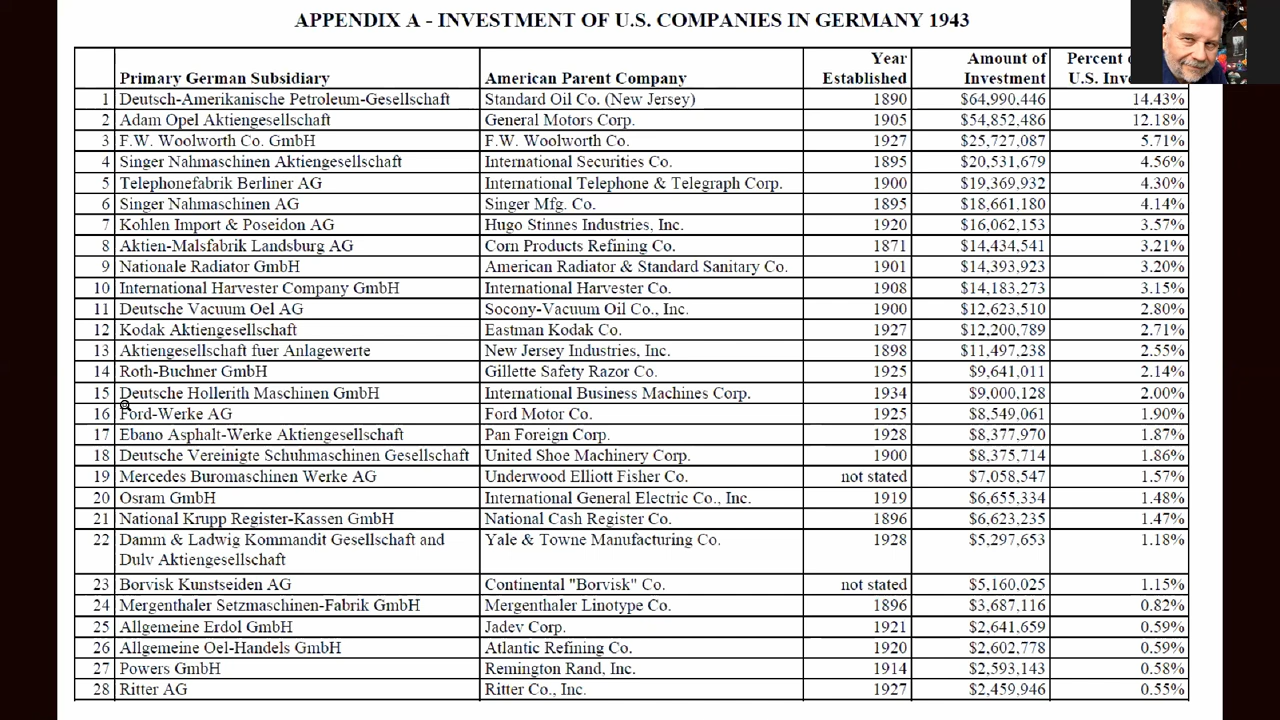 APPENDIX A - INVESTMENT OF U.S. COMPANIES IN GERMANY 1943
Year Amount of Percent
Primary German Subsidiary American Parent Company Established Investment U.S.
1 Deutsch-Amerikanische Petroleum-Gesellschaft Standard Oil Co. (New Jersey) 1890 $64,990,446 14.43%
2 Adam Opel Aktiengesellschaft General Motors Corp. 1905 $54,852,486 12.18%
3 F.W. Woolworth Co. GmbH F.W. Woolworth Co. 1927 $25,727,087 5.71%
4 Singer Nahmaschinen Aktiengesellschaft International Securities Co. 1895 $20,531,679 4.56%
5 Telephonefabrik Berliner AG International Telephone & Telegraph Corp. 1900 $19,369,932 4.30%
6 Singer Nahmaschinen AG Singer Mfg. Co. 1895 $18,661,180 4.14%
7 Kohlen Import & Poseidon AG Hugo Stinnes Industries, Inc. 1920 $16,062,153 3.57%
8 Aktien-Malsfabrik Landsburg AG Corn Products Refining Co. 1871 $14,434,541 3.21%
9 Nationale Radiator GmbH American Radiator & Standard Sanitary Co. 1901 $14,393,923 3.20%
10 International Harvester Company GmbH International Harvester Co. 1908 $14,183,273 3.15%
11 Deutsche Vacuum Oel AG Socony-Vacuum Oil Co., Inc. 1900 $12,623,510 2.80%
12 Kodak Aktiengesellschaft Eastman Kodak Co. 1927 $12,200,789 2.71%
13 Aktiengesellschaft fuer Anlagewerte New Jersey Industries, Inc. 1898 $11,497,238 2.55%
14 Roth-Buchner GmbH Gillette Safety Razor Co. 1925 $9,641,011 2.14%
15 Deutsche Hollerith Maschinen GmbH International Business Machines Corp. 1934 $9,000,128 2.00%
16 Ford-Werke AG Ford Motor Co. 1925 $8,549,061 1.90%
17 Ebano Asphalt-Werke Aktiengesellschaft Pan Foreign Corp. 1928 $8,377,970 1.87%
18 Deutsche Vereinigte Schuhmaschinen Gesellschaft United Shoe Machinery Corp. 1900 $8,375,714 1.86%
19 Mercedes Buromaschinen Werke AG Underwood Elliott Fisher Co. not stated $7,058,547 1.57%
20 Osram GmbH International General Electric Co., Inc. 1919 $6,655,334 1.48%
21 National Krupp Register-Kassen GmbH National Cash Register Co. 1896 $6,623,235 1.47%
22 Damm & Ladwig Kommandit Gesellschaft and Yale & Towne Manufacturing Co. 1928 $5,297,653 1.18%
Dulv Aktiengesellschaft
23 Borvisk Kunstseiden AG Continental "Borvisk" Co. not stated $5,160,025 1.15%
24 Mergenthaler Setzmaschinen-Fabrik GmbH Mergenthaler Linotype Co. 1896 $3,687,116 0.82%
25 Allgemeine Erdol GmbH Jadev Corp. 1921 $2,641,659 0.59%
26 Allgemeine Oel-Handels GmbH Atlantic Refining Co. 1920 $2,602,778 0.59%
27 Powers GmbH Remington Rand, Inc. 1914 $2,593,143 0.58%
28 Ritter AG Ritter Co., Inc. 1927 $2,459,946 0.55%